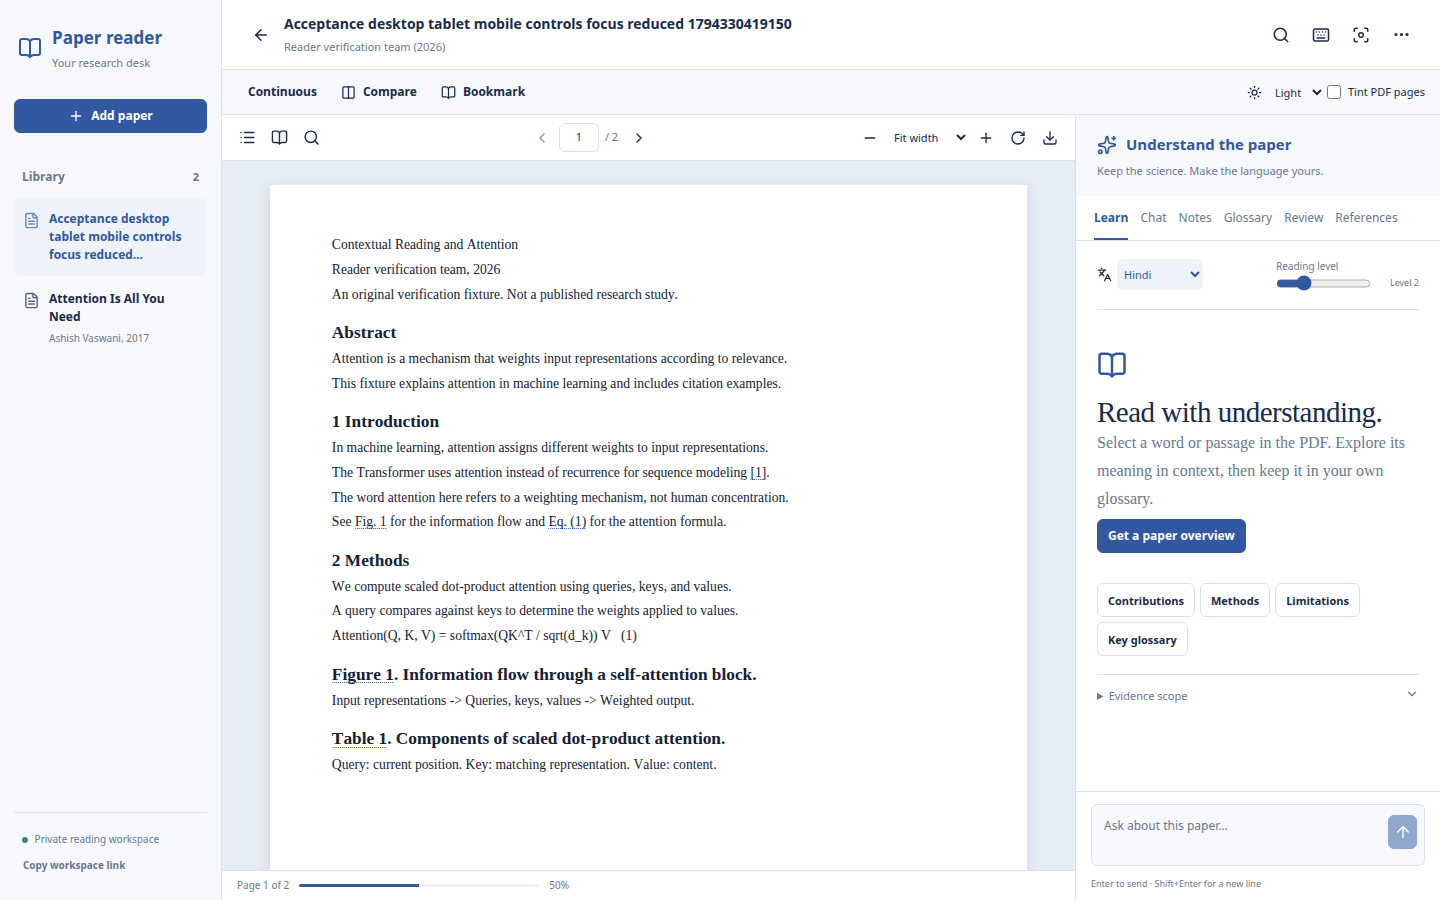 Paper reader
Your research desk
Add paper
Library 2
Acceptance desktop
tablet mobile controls
focus reduced...
Attention Is All You
Need
Ashish Vaswani, 2017
Private reading workspace
Copy workspace link
Acceptance desktop tablet mobile controls focus reduced 1794330419150
Reader verification team (2026)
Continuous Compare Bookmark Light Tint PDF pages
1 / 2 Fit width
Contextual Reading and Attention
Reader verification team, 2026
An original verification fixture. Not a published research study.
Abstract
Attention is a mechanism that weights input representations according to relevance.
This fixture explains attention in machine learning and includes citation examples.
1 Introduction
In machine learning, attention assigns different weights to input representations.
The Transformer uses attention instead of recurrence for sequence modeling [1].
The word attention here refers to a weighting mechanism, not human concentration.
See Fig. 1 for the information flow and Eq. (1) for the attention formula.
2 Methods
We compute scaled dot-product attention using queries, keys, and values.
A query compares against keys to determine the weights applied to values.
Attention(Q, K, V) = softmax(QK^T / sqrt(d_k)) V (1)
Figure 1. Information flow through a self-attention block.
Input representations -> Queries, keys, values -> Weighted output.
Table 1. Components of scaled dot-product attention.
Query: current position. Key: matching representation. Value: content.
Page 1 of 2 50%
Understand the paper
Keep the science. Make the language yours.
Learn Chat Notes Glossary Review References
Hindi Reading level Level 2
Read with understanding.
Select a word or passage in the PDF. Explore its
meaning in context, then keep it in your own
glossary.
Get a paper overview
Contributions Methods Limitations
Key glossary
Evidence scope
Ask about this paper...
Enter to send · Shift+Enter for a new line